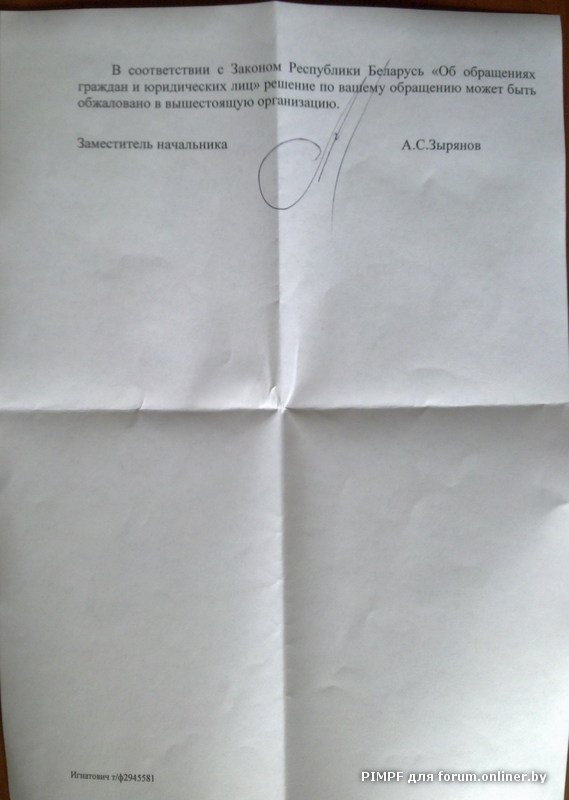 В соответствии с Законом Республики Беларусь «Об обращениях
граждан и юридических лиц» решение по вашему обращению может быть
обжаловано в вышестоящую организацию.
Заместитель начальника А.С.Зырянов
Игнатович т/ф2945581
PIMPF для forum.onliner.by